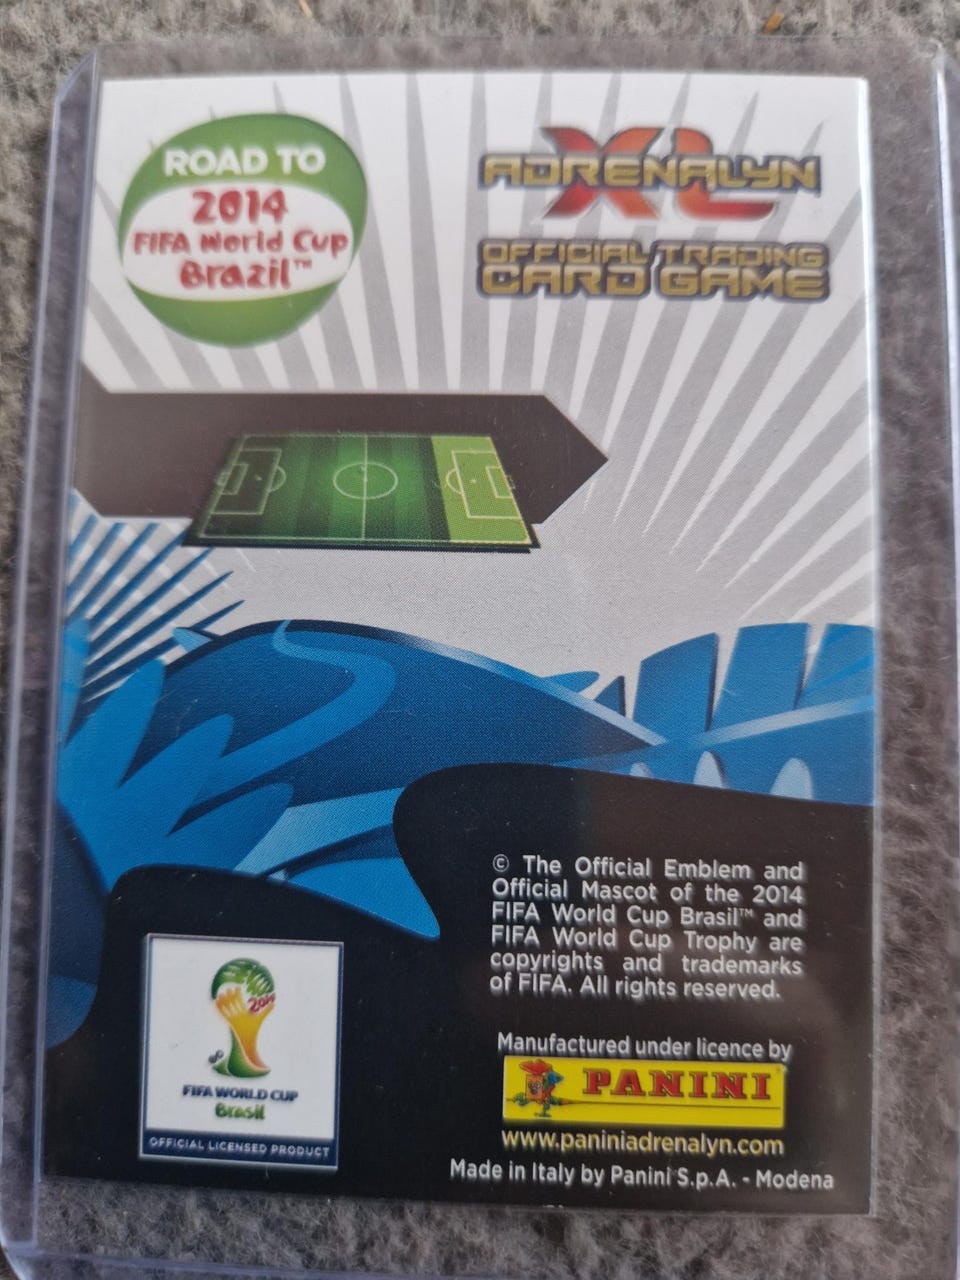 ROAD TO
2014
FIFA World Cup
Brazil™
ADRENALYN
XL
OFFICIAL TRADING
CARD GAME
© The Official Emblem and
Official Mascot of the 2014
FIFA World Cup Brasil™ and
FIFA World Cup Trophy are
copyrights and trademarks
of FIFA. All rights reserved.
2014
FIFA WORLD CUP
Brasil
OFFICIAL LICENSED PRODUCT
Manufactured under licence by
PANINI
www.paniniadrenalyn.com
Made in Italy by Panini S.p.A. - Modena